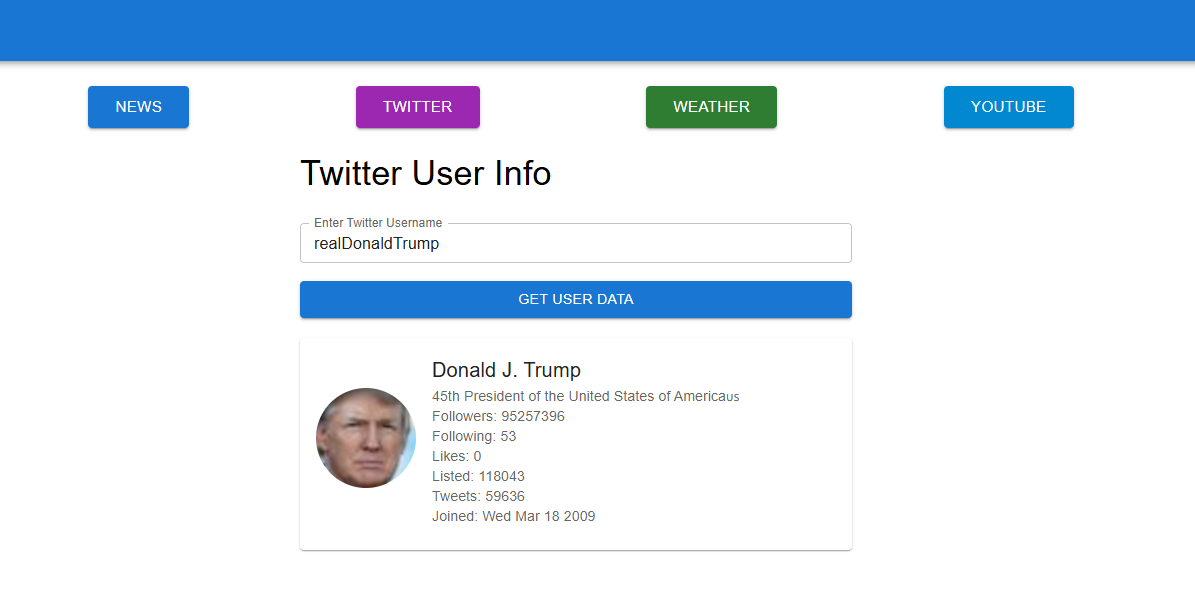 NEWS TWITTER WEATHER YOUTUBE
Twitter User Info
Enter Twitter Username
realDonaldTrump
GET USER DATA
Donald J. Trump
45th President of the United States of Americaus
Followers: 95257396
Following: 53
Likes: 0
Listed: 118043
Tweets: 59636
Joined: Wed Mar 18 2009